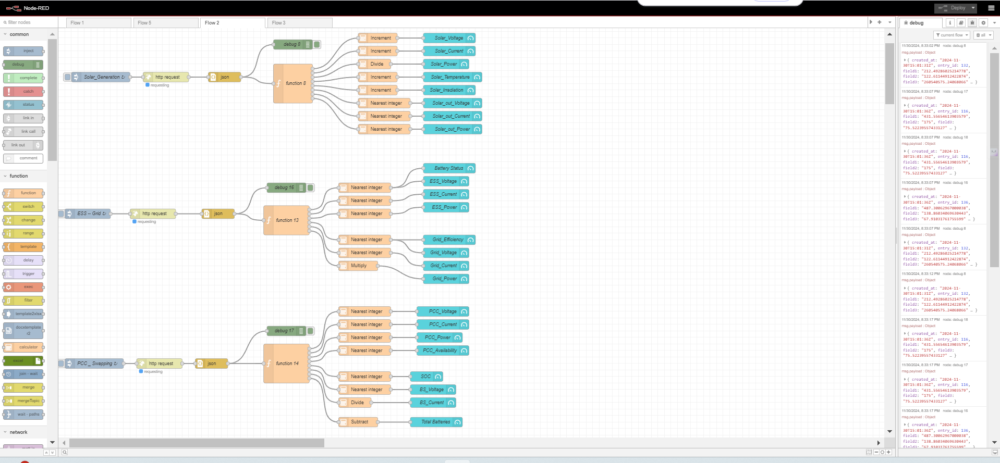 Node-RED
Deploy
filter nodes
Flow 1
Flow 5
Flow 2
Flow 3
debug
current flow
all
common
inject
debug
complete
catch
status
link in
link call
link out
comment
function
function
switch
change
range
template
delay
trigger
exec
filter
template2xlsx
docxtemplate
r2
calculator
excel
join - wait
merge
mergeTopic
wait - paths
network
Solar_Generation ↻
http request
requesting
json
debug 8
function 8
Increment
Solar_Voltage
Increment
Solar_Current
Divide
Solar_Power
Increment
Solar_Temperature
Increment
Solar_Irradiation
Nearest integer
Solar_out_Voltage
Nearest integer
Solar_out_Current
Nearest integer
Solar_out_Power
ESS -- Grid ↻
http request
requesting
json
debug 16
function 13
Battery Status
Nearest integer
ESS_Voltage
Nearest integer
ESS_Current
Nearest integer
ESS_Power
Nearest integer
Grid_Efficiency
Nearest integer
Grid_Voltage
Multiply
Grid_Current
Grid_Power
PCC_ Swapping ↻
http request
requesting
json
debug 17
function 14
Nearest integer
PCC_Voltage
Nearest integer
PCC_Current
Nearest integer
PCC_Power
Nearest integer
PCC_Availability
Nearest integer
SOC
Nearest integer
BS_Voltage
Divide
BS_Current
Subtract
Total Batteries
11/30/2024, 8:33:02 PM node: debug 8
msg.payload : Object
{ created_at: "2024-11-
30T15:01:31Z", entry_id: 132,
field1: "212.49286025214778",
field2: "122.61144912422874",
field3: "260540575.24068066" … }
11/30/2024, 8:33:07 PM node: debug 17
msg.payload : Object
{ created_at: "2024-11-
30T15:01:36Z", entry_id: 116,
field1: "431.55654613903579",
field2: "175", field3:
"75.52239557433127" … }
11/30/2024, 8:33:07 PM node: debug 18
msg.payload : Object
{ created_at: "2024-11-
30T15:01:36Z", entry_id: 116,
field1: "431.55654613903579",
field2: "175", field3:
"75.52239557433127" … }
11/30/2024, 8:33:07 PM node: debug 16
msg.payload : Object
{ created_at: "2024-11-
30T15:01:36Z", entry_id: 136,
field1: "487.30062967000038",
field2: "138.86034069630443",
field3: "67.91031761755599" … }
11/30/2024, 8:33:07 PM node: debug 8
msg.payload : Object
{ created_at: "2024-11-
30T15:01:31Z", entry_id: 132,
field1: "212.49286025214778",
field2: "122.61144912422874",
field3: "260540575.24068066" … }
11/30/2024, 8:33:12 PM node: debug 8
msg.payload : Object
{ created_at: "2024-11-
30T15:01:31Z", entry_id: 132,
field1: "212.49286025214778",
field2: "122.61144912422874",
field3: "260540575.24068066" … }
11/30/2024, 8:33:17 PM node: debug 18
msg.payload : Object
{ created_at: "2024-11-
30T15:01:36Z", entry_id: 116,
field1: "431.55654613903579",
field2: "175", field3:
"75.52239557433127" … }
11/30/2024, 8:33:17 PM node: debug 17
msg.payload : Object
{ created_at: "2024-11-
30T15:01:36Z", entry_id: 116,
field1: "431.55654613903579",
field2: "175", field3:
"75.52239557433127" … }
11/30/2024, 8:33:17 PM node: debug 16
msg.payload : Object
{ created_at: "2024-11-
30T15:01:36Z", entry_id: 136,
field1: "487.30062967000038",
field2: "138.86034069630443",
field3: "67.91031761755599" … }